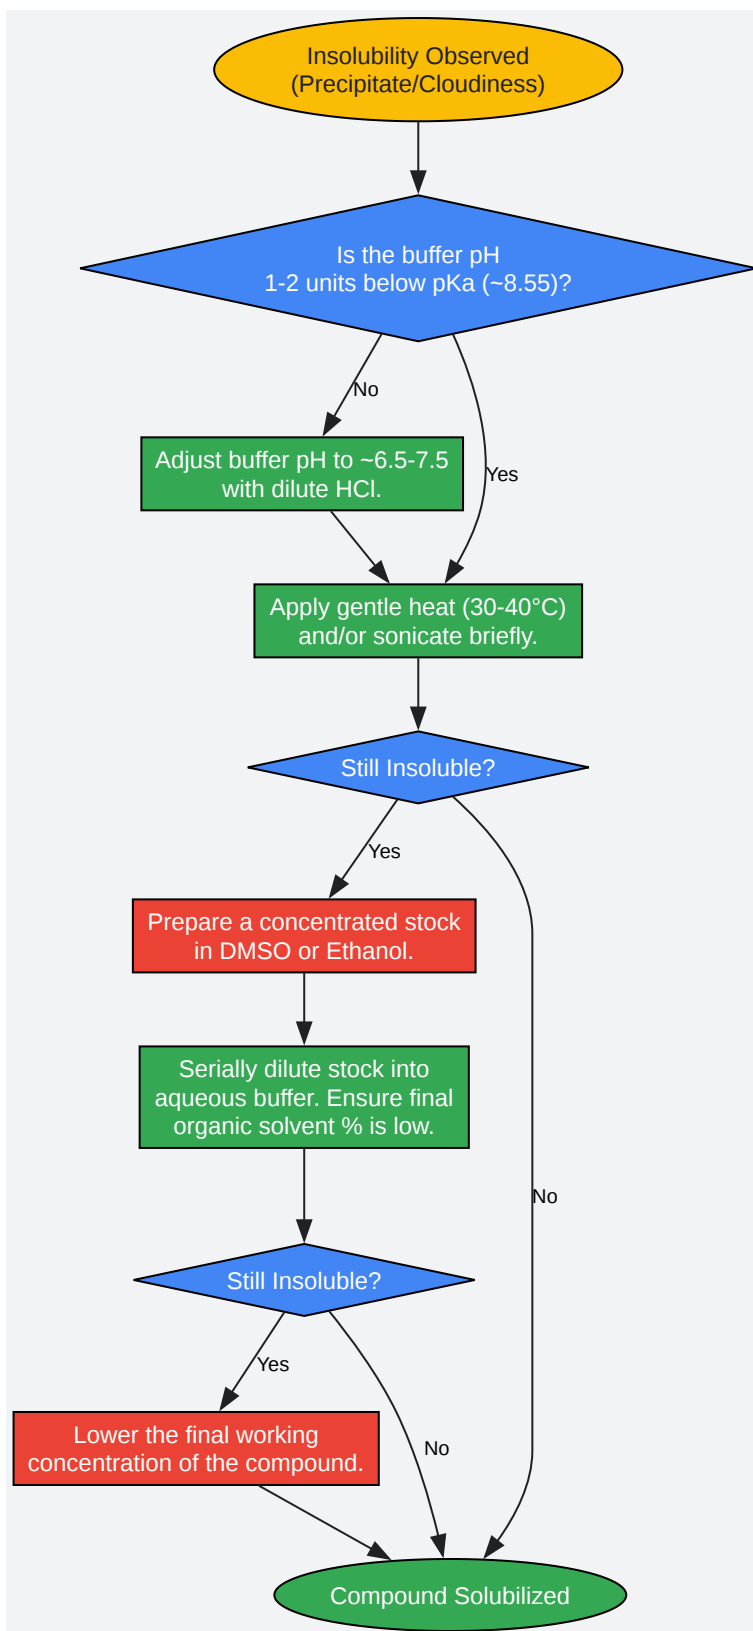 Insolubility Observed
(Precipitate/Cloudiness)
Is the buffer pH
1-2 units below pKa (~8.55)?
No
Adjust buffer pH to ~6.5-7.5
with dilute HCl.
Yes
Apply gentle heat (30-40°C)
and/or sonicate briefly.
Still Insoluble?
Yes
Prepare a concentrated stock
in DMSO or Ethanol.
Serially dilute stock into
aqueous buffer. Ensure final
organic solvent % is low.
No
Still Insoluble?
Yes
Lower the final working
concentration of the compound.
No
Compound Solubilized